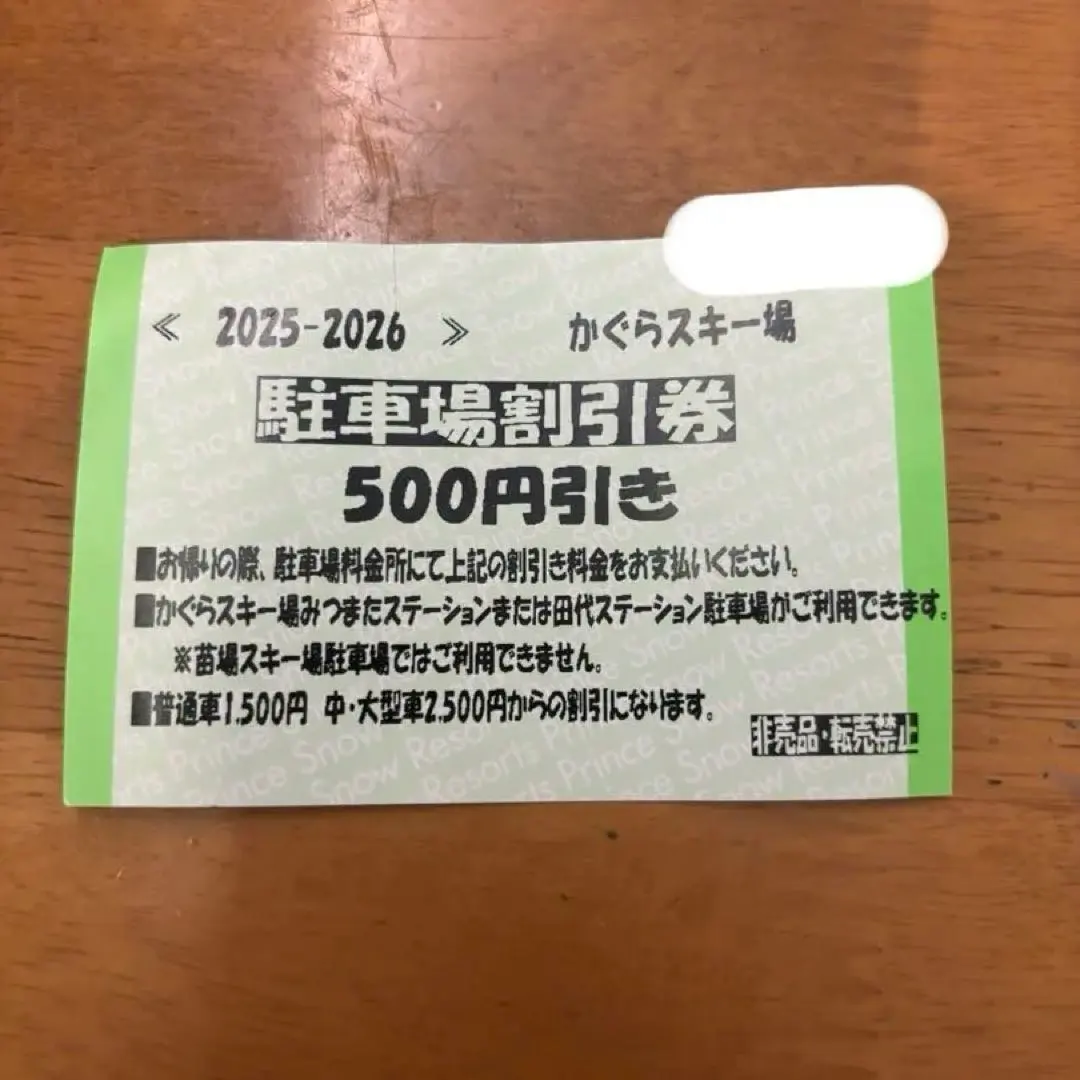 ≪ 2025-2026 ≫ かぐらスキー場
駐車場割引券
500円引き
■お帰りの際、駐車場料金所にて上記の割引き料金をお支払いください。
■かぐらスキー場みつまたステーションまたは田代ステーション駐車場がご利用できます。
※苗場スキー場駐車場ではご利用できません。
■普通車1,500円 中・大型車2,500円からの割引になります。
非売品・転売禁止
Prince Snow Resorts